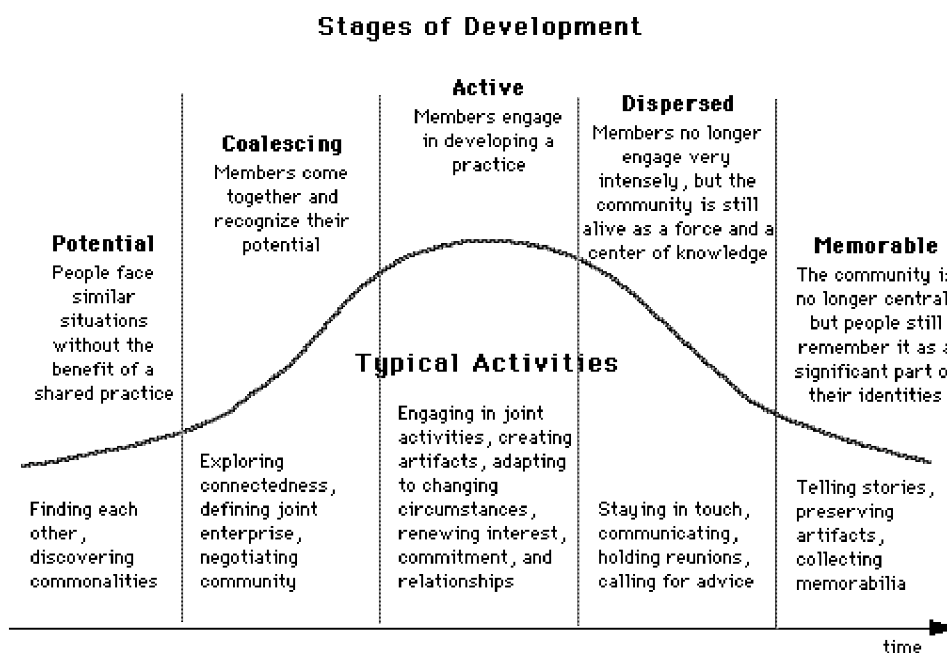 Stages of Development
Potential
People face
similar
situations
without the
benefit of a
shared practice
Coalescing
Members come
together and
recognize their
potential
Active
Members engage
in developing a
practice
Dispersed
Members no longer
engage very
intensely, but the
community is still
alive as a force and a
center of knowledge
Memorable
The community is
no longer central,
but people still
remember it as a
significant part of
their identities
Typical Activities
Finding each
other,
discovering
commonalities
Exploring
connectedness,
defining joint
enterprise,
negotiating
community
Engaging in joint
activities, creating
artifacts, adapting
to changing
circumstances,
renewing interest,
commitment, and
relationships
Staying in touch,
communicating,
holding reunions,
calling for advice
Telling stories,
preserving
artifacts,
collecting
memorabilia
time